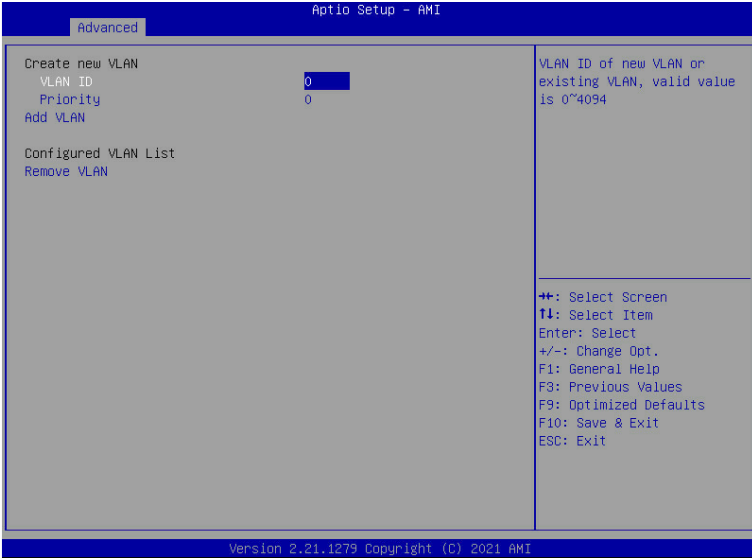 Aptio Setup – AMI
Advanced
Create new VLAN
VLAN ID 0
Priority 0
Add VLAN
Configured VLAN List
Remove VLAN
VLAN ID of new VLAN or
existing VLAN, valid value
is 0~4094
→←: Select Screen
↑↓: Select Item
Enter: Select
+/-: Change Opt.
F1: General Help
F3: Previous Values
F9: Optimized Defaults
F10: Save & Exit
ESC: Exit
Version 2.21.1279 Copyright (C) 2021 AMI